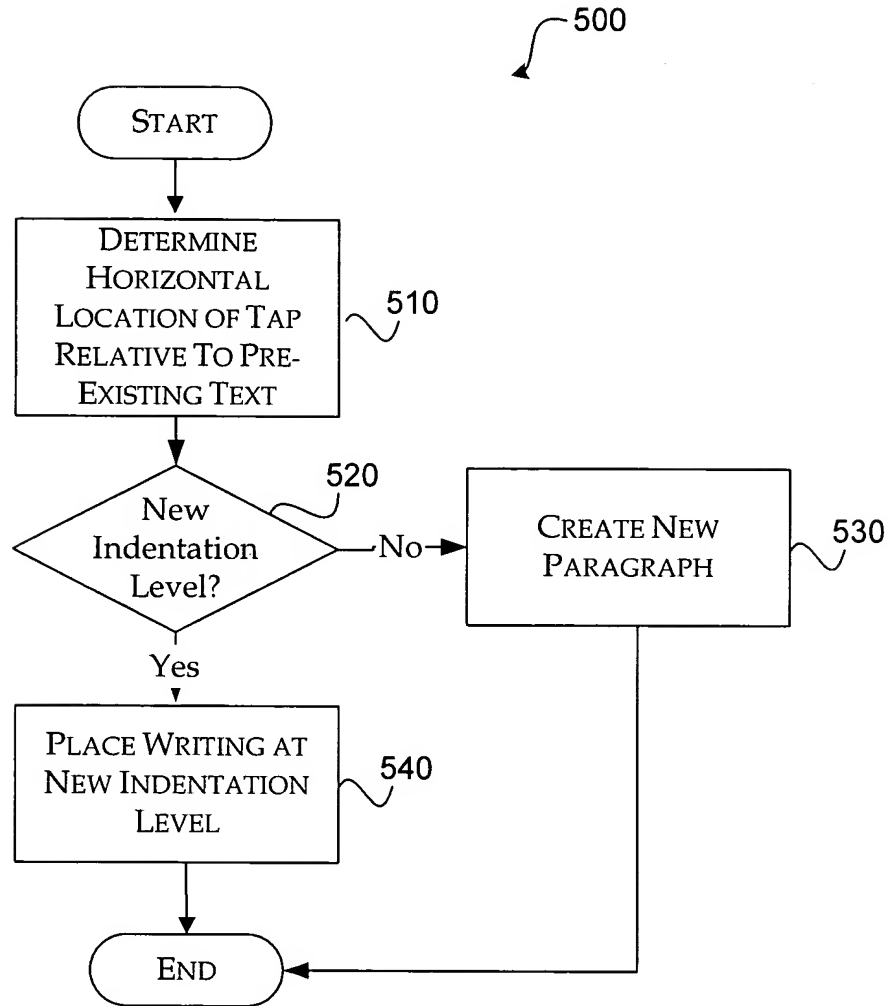 500
START
DETERMINE
HORIZONTAL
LOCATION OF TAP
RELATIVE TO PRE-
EXISTING TEXT
510
520
New
Indentation
Level?
No
CREATE NEW
PARAGRAPH
530
Yes
PLACE WRITING AT
NEW INDENTATION
LEVEL
540
END